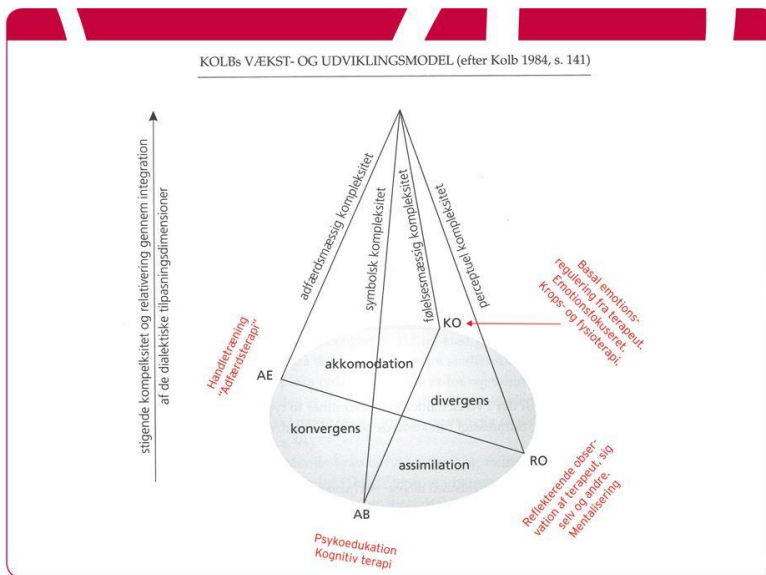 KOLBs VÆKST- OG UDVIKLINGSMODEL (efter Kolb 1984, s. 141)
stigende kompelksitet og relativering gennem integration
af de dialektiske tilpasningsdimensioner
adfærdsmæssig kompleksitet
symbolsk kompleksitet
følelsesmæssig kompleksitet
perceptuel kompleksitet
Basal emotions-
regulering fra terapeut.
Emotionsfokuseret.
Krops- og fysioterapi.
KO
Handletræning
"Adfærdsterapi"
AE
akkomodation
divergens
konvergens
assimilation
RO
AB
Reflekterende obser-
vation af terapeut, sig
selv og andre.
Mentalisering
Psykoedukation
Kognitiv terapi